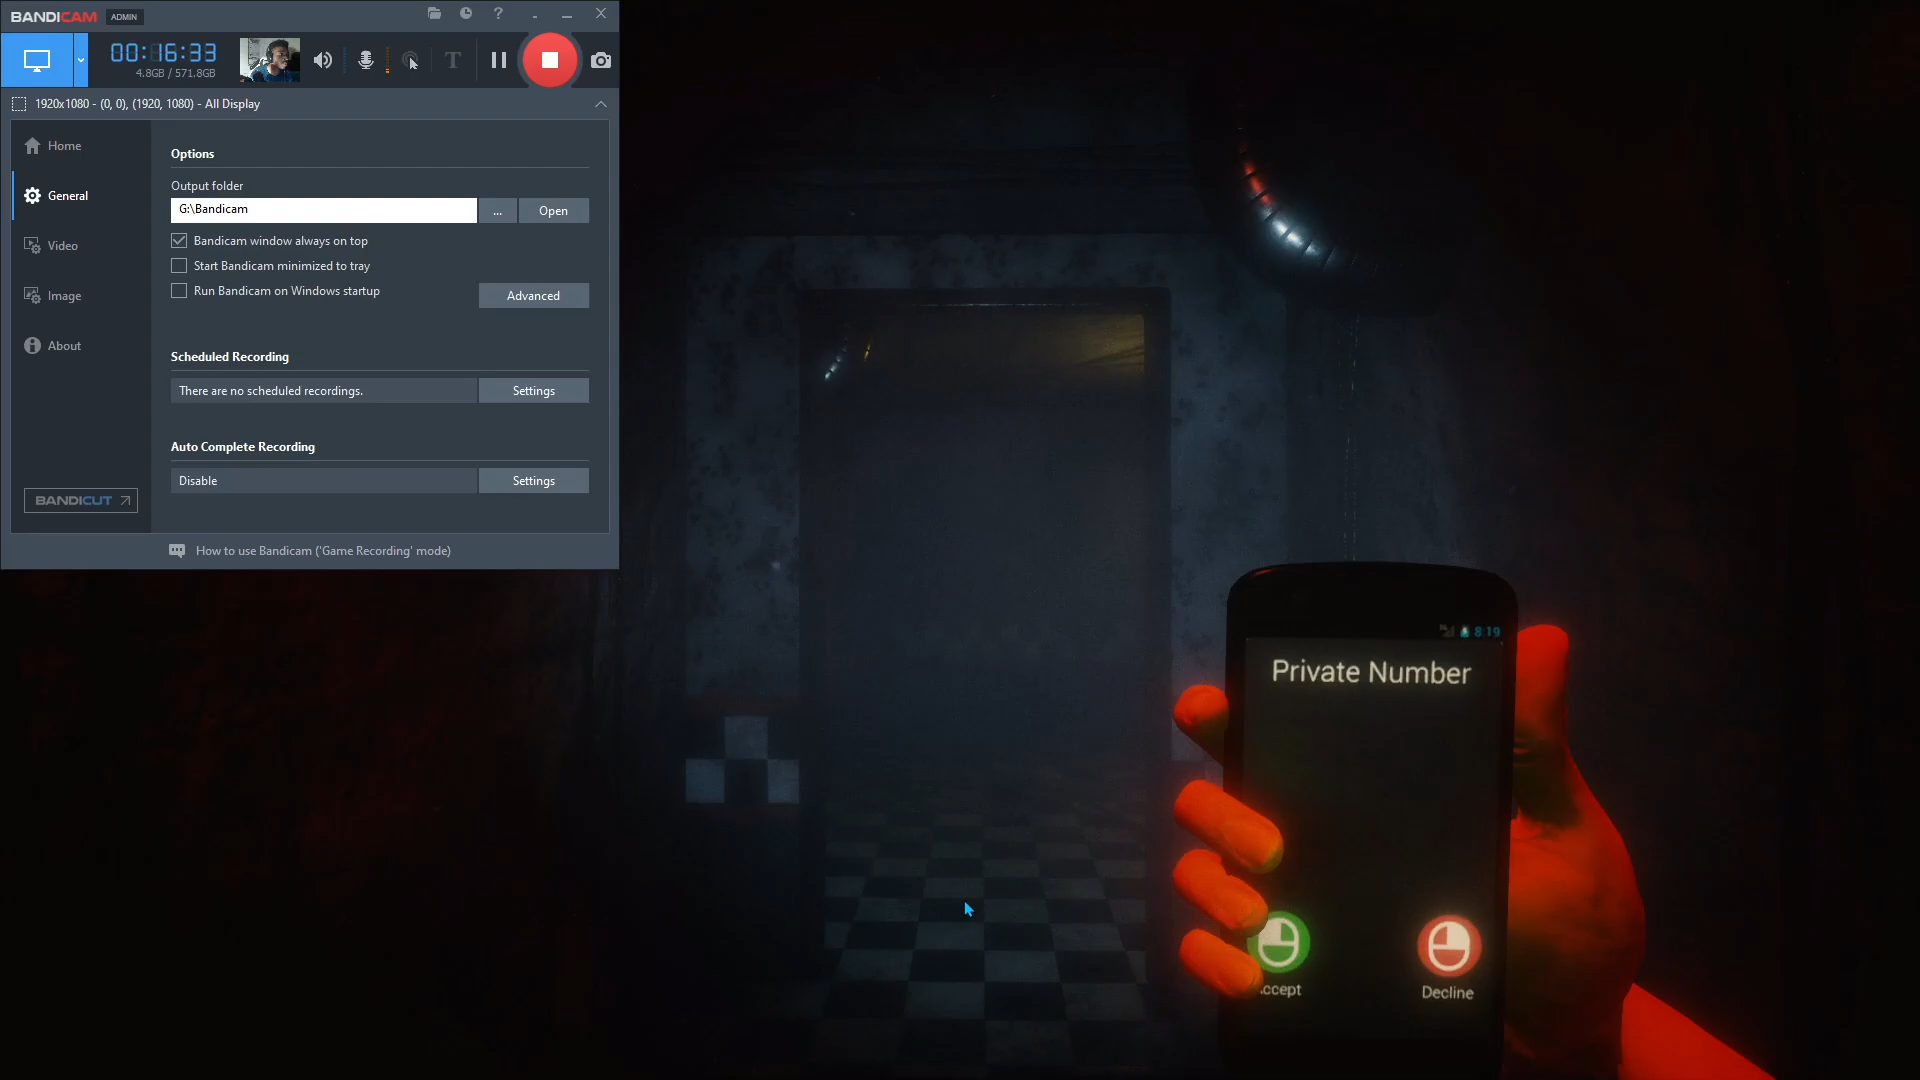 BANDICAM ADMIN
00:16:33
4.8GB / 571.8GB
1920x1080 - (0, 0), (1920, 1080) - All Display
Home
General
Video
Image
About
BANDICUT
Options
Output folder
G:\Bandicam
...
Open
Bandicam window always on top
Start Bandicam minimized to tray
Run Bandicam on Windows startup
Advanced
Scheduled Recording
There are no scheduled recordings.
Settings
Auto Complete Recording
Disable
Settings
How to use Bandicam ('Game Recording' mode)
8:19
Private Number
ccept
Decline